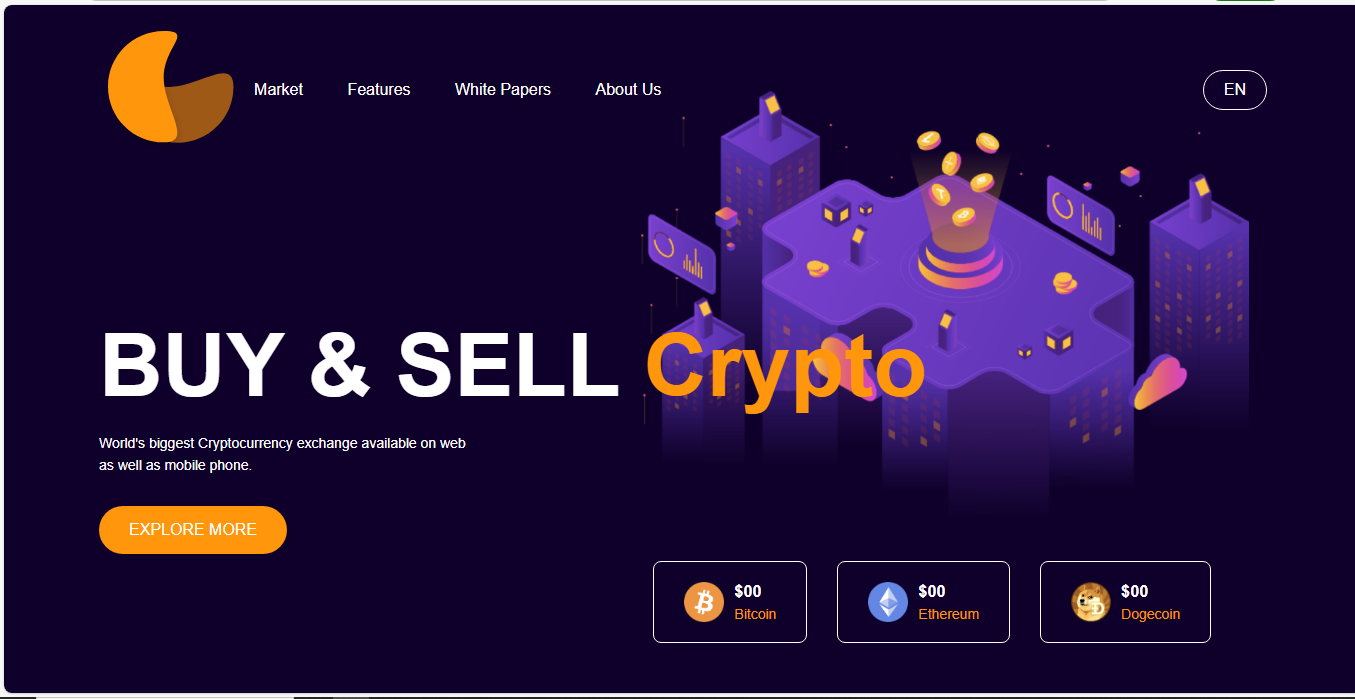 Market Features White Papers About Us EN
BUY & SELL Crypto
World's biggest Cryptocurrency exchange available on web
as well as mobile phone.
EXPLORE MORE
$00
Bitcoin
$00
Ethereum
$00
Dogecoin